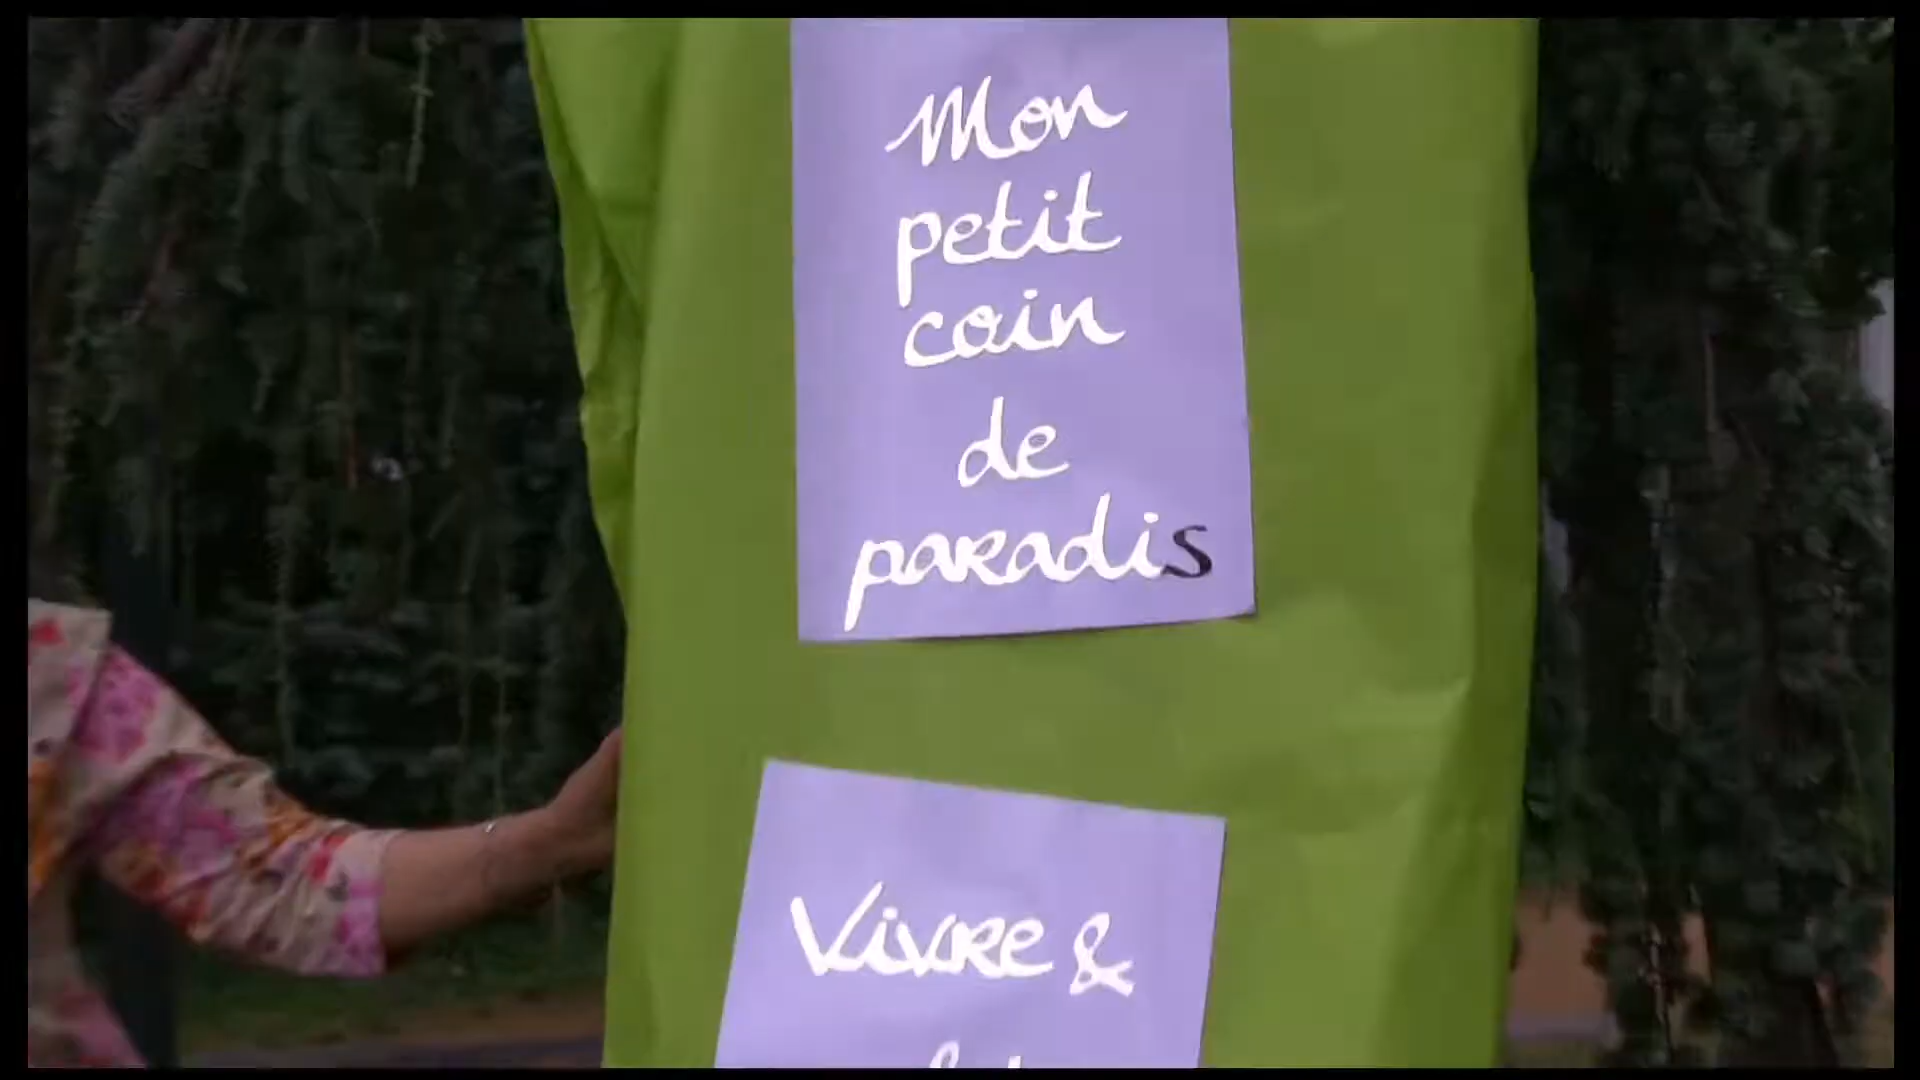 Mon
petit
coin
de
paradis
Vivre &